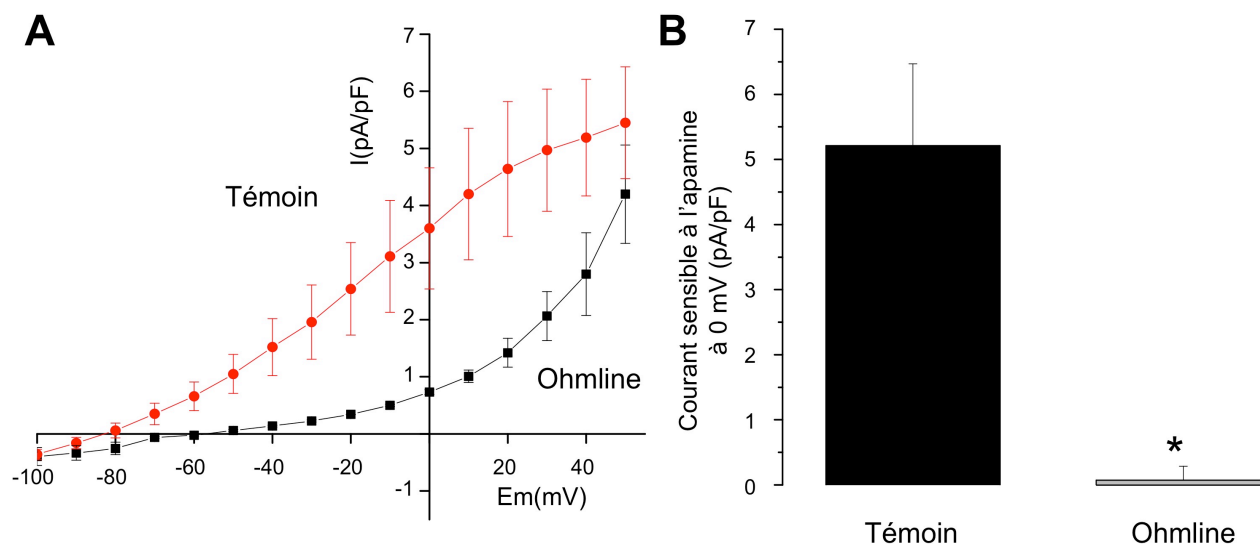 A
7
6
5
4
3
2
1
-1
I(pA/pF)
Témoin
Ohmline
-100
-80
-60
-40
-20
20
40
Em(mV)
B
Courant sensible à l'apamine
à 0 mV (pA/pF)
7
6
5
4
3
2
1
0
*
Témoin
Ohmline